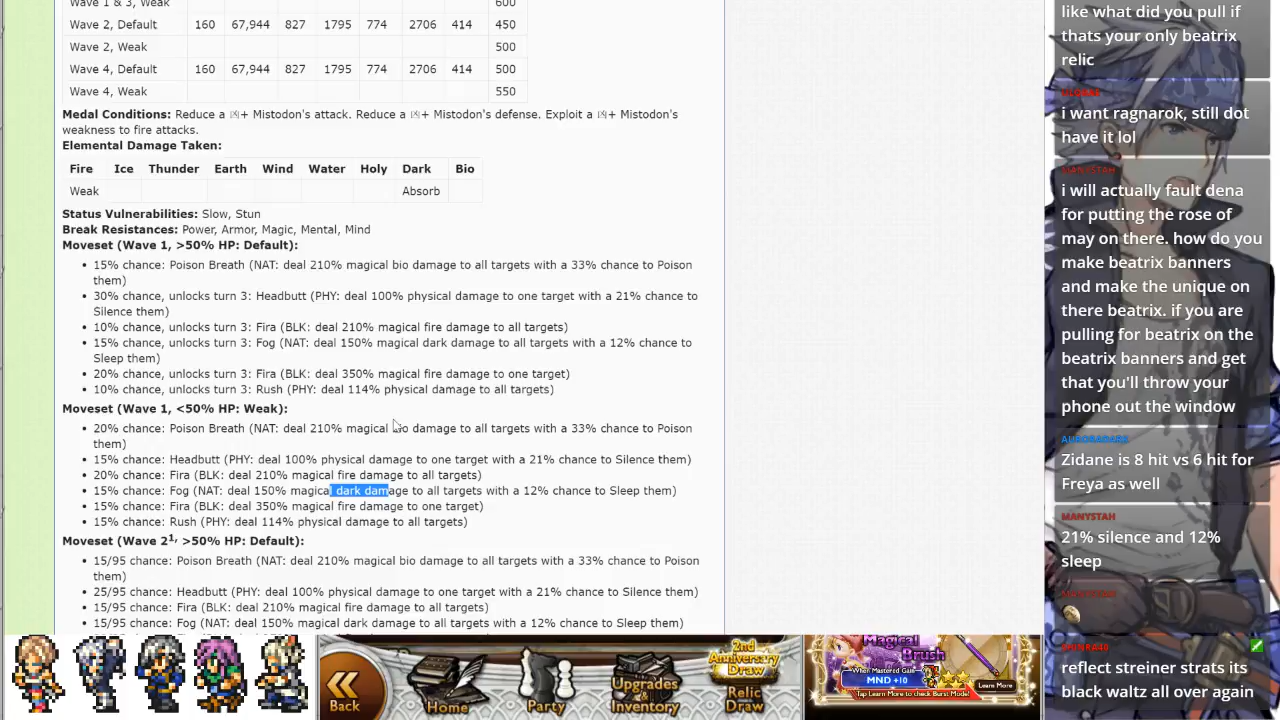 Wave 1 & 3, Weak 600
Wave 2, Default 160 67,944 827 1795 774 2706 414 450
Wave 2, Weak 500
Wave 4, Default 160 67,944 827 1795 774 2706 414 500
Wave 4, Weak 550
Medal Conditions: Reduce a + Mistodon's attack. Reduce a + Mistodon's defense. Exploit a + Mistodon's
weakness to fire attacks.
Elemental Damage Taken:
Fire Ice Thunder Earth Wind Water Holy Dark Bio
Weak Absorb
Status Vulnerabilities: Slow, Stun
Break Resistances: Power, Armor, Magic, Mental, Mind
Moveset (Wave 1, >50% HP: Default):
• 15% chance: Poison Breath (NAT: deal 210% magical bio damage to all targets with a 33% chance to Poison
them)
• 30% chance, unlocks turn 3: Headbutt (PHY: deal 100% physical damage to one target with a 21% chance to
Silence them)
• 10% chance, unlocks turn 3: Fira (BLK: deal 210% magical fire damage to all targets)
• 15% chance, unlocks turn 3: Fog (NAT: deal 150% magical dark damage to all targets with a 12% chance to
Sleep them)
• 20% chance, unlocks turn 3: Fira (BLK: deal 350% magical fire damage to one target)
• 10% chance, unlocks turn 3: Rush (PHY: deal 114% physical damage to all targets)
Moveset (Wave 1, <50% HP: Weak):
• 20% chance: Poison Breath (NAT: deal 210% magical bio damage to all targets with a 33% chance to Poison
them)
• 15% chance: Headbutt (PHY: deal 100% physical damage to one target with a 21% chance to Silence them)
• 20% chance: Fira (BLK: deal 210% magical fire damage to all targets)
• 15% chance: Fog (NAT: deal 150% magical dark damage to all targets with a 12% chance to Sleep them)
• 15% chance: Fira (BLK: deal 350% magical fire damage to one target)
• 15% chance: Rush (PHY: deal 114% physical damage to all targets)
Moveset (Wave 2¹, >50% HP: Default):
• 15/95 chance: Poison Breath (NAT: deal 210% magical bio damage to all targets with a 33% chance to Poison
them)
• 25/95 chance: Headbutt (PHY: deal 100% physical damage to one target with a 21% chance to Silence them)
• 15/95 chance: Fira (BLK: deal 210% magical fire damage to all targets)
• 15/95 chance: Fog (NAT: deal 150% magical dark damage to all targets with a 12% chance to Sleep them)
Back
Home
Party
Upgrades
Inventory
2nd
Anniversary
Draw
Relic
Draw
Magical
Brush
When Mastered Gain
MND +10
Learn More
Tap Learn More to check Burst Mode!
like what did you pull if
thats your only beatrix
relic
i want ragnarok, still dot
have it lol
MANYSTAH
i will actually fault dena
for putting the rose of
may on there. how do you
make beatrix banners
and make the unique on
there beatrix. if you are
pulling for beatrix on the
beatrix banners and get
that you'll throw your
phone out the window
Zidane is 8 hit vs 6 hit for
Freya as well
MANYSTAH
21% silence and 12%
sleep
MANYSTAH
reflect streiner strats its
black waltz all over again